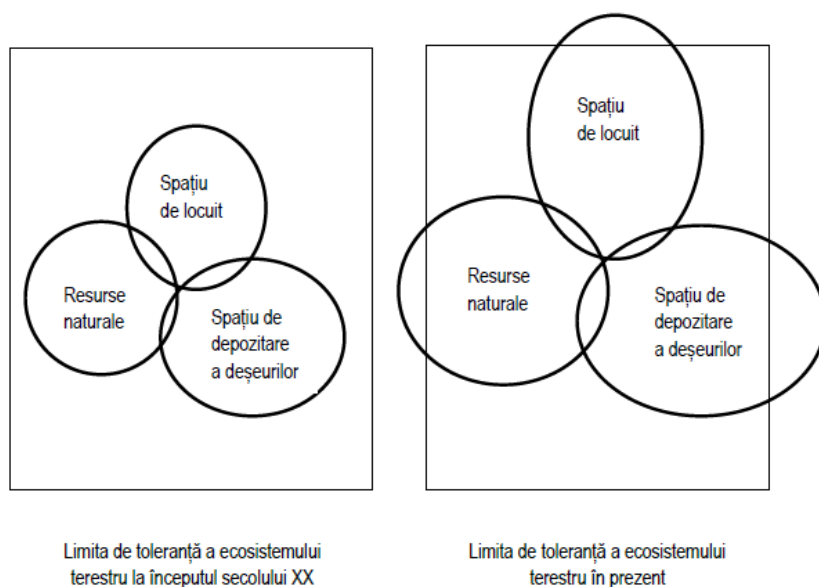 Spațiu
de locuit
Resurse
naturale
Spațiu de
depozitare
a deșeurilor
Limita de toleranță a ecosistemului
terestru la începutul secolului XX
Spațiu
de locuit
Resurse
naturale
Spațiu de
depozitare
a deșeurilor
Limita de toleranță a ecosistemului
terestru în prezent